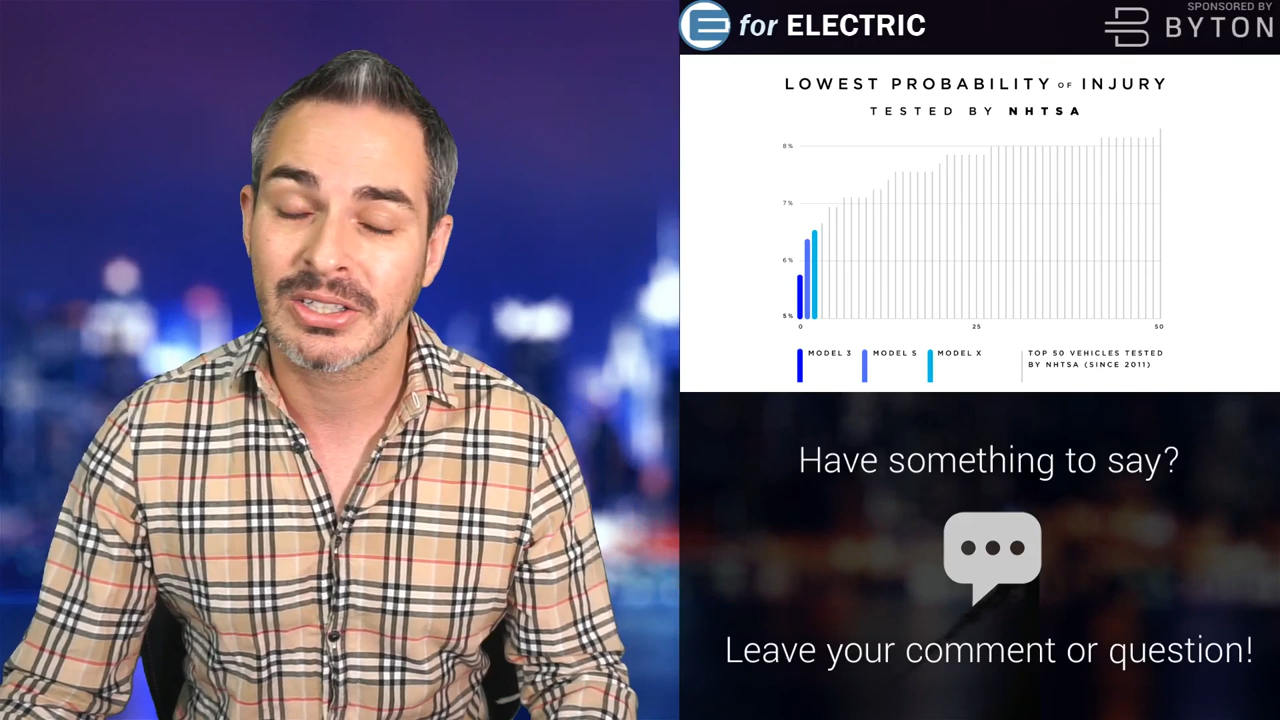 E for ELECTRIC
SPONSORED BY
BYTON
LOWEST PROBABILITY OF INJURY
TESTED BY NHTSA
8%
7%
6%
5%
0
25
50
MODEL 3
MODEL S
MODEL X
TOP 50 VEHICLES TESTED
BY NHTSA (SINCE 2011)
Have something to say?
Leave your comment or question!